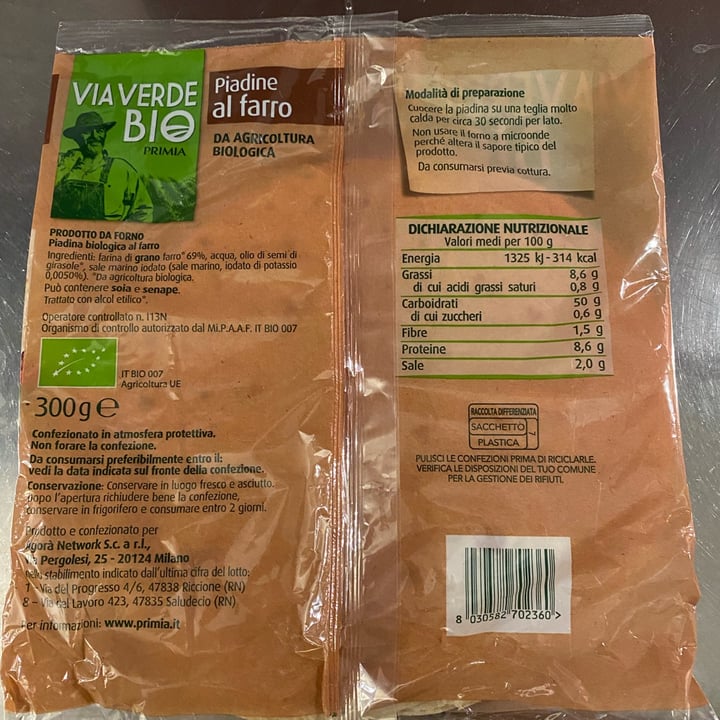 VIAVERDE
BIO
PRIMIA
Piadine
al farro
DA AGRICOLTURA
BIOLOGICA
PRODOTTO DA FORNO
Piadina biologica al farro
Ingredienti: farina di grano farro* 69%, acqua, olio di semi di
girasole*, sale marino iodato (sale marino, iodato di potassio
0,0050%). *Da agricoltura biologica.
Può contenere soia e senape.
Trattato con alcol etilico*.
Operatore controllato n. I13N
Organismo di controllo autorizzato dal Mi.P.A.A.F. IT BIO 007
IT BIO 007
Agricoltura UE
300 g e
Confezionato in atmosfera protettiva.
Non forare la confezione.
Da consumarsi preferibilmente entro il:
vedi la data indicata sul fronte della confezione.
Conservazione: Conservare in luogo fresco e asciutto.
Dopo l'apertura richiudere bene la confezione,
conservare in frigorifero e consumare entro 2 giorni.
Prodotto e confezionato per
Agorà Network S.c. a r.l.,
Via Pergolesi, 25 - 20124 Milano
nello stabilimento indicato dall'ultima cifra del lotto:
1 - Via del Progresso 4/6, 47838 Riccione (RN)
8 - Via del Lavoro 423, 47835 Saludecio (RN)
Per informazioni: www.primia.it
Modalità di preparazione
Cuocere la piadina su una teglia molto
calda per circa 30 secondi per lato.
Non usare il forno a microonde
perché altera il sapore tipico del
prodotto.
Da consumarsi previa cottura.
DICHIARAZIONE NUTRIZIONALE
Valori medi per 100 g
Energia 1325 kJ - 314 kcal
Grassi 8,6 g
di cui acidi grassi saturi 0,8 g
Carboidrati 50 g
di cui zuccheri 0,6 g
Fibre 1,5 g
Proteine 8,6 g
Sale 2,0 g
RACCOLTA DIFFERENZIATA
SACCHETTO 7
PLASTICA
PULISCI LE CONFEZIONI PRIMA DI RICICLARLE.
VERIFICA LE DISPOSIZIONI DEL TUO COMUNE
PER LA GESTIONE DEI RIFIUTI.
8 030582 702360 >